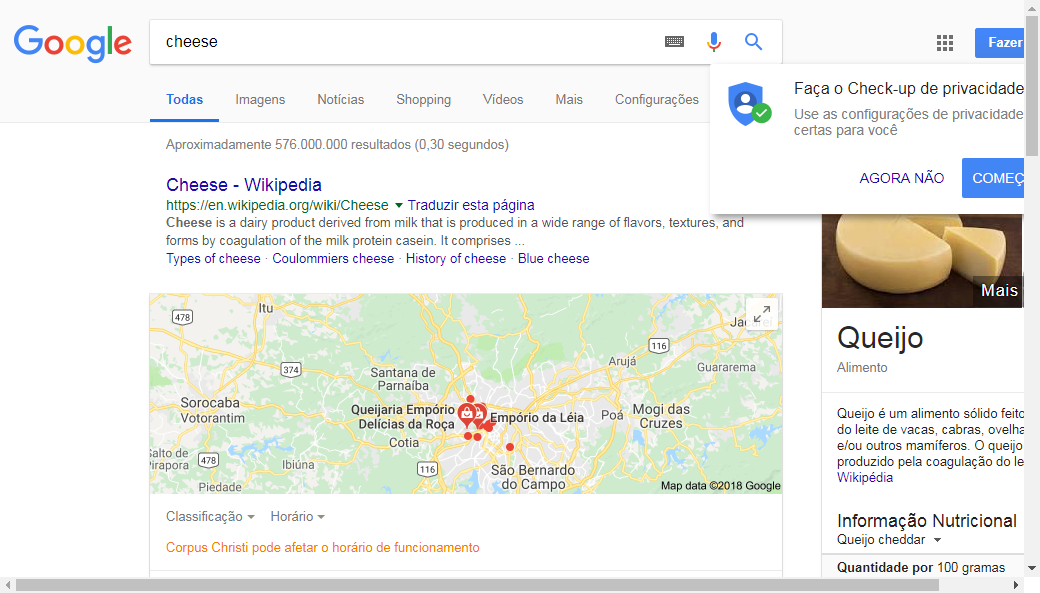 Google
cheese
Fazer
Todas
Imagens
Notícias
Shopping
Vídeos
Mais
Configurações
Faça o Check-up de privacidade
Use as configurações de privacidade
certas para você
AGORA NÃO
COMEÇ
Aproximadamente 576.000.000 resultados (0,30 segundos)
Cheese - Wikipedia
https://en.wikipedia.org/wiki/Cheese Traduzir esta página
Cheese is a dairy product derived from milk that is produced in a wide range of flavors, textures, and
forms by coagulation of the milk protein casein. It comprises ...
Types of cheese · Coulommiers cheese · History of cheese · Blue cheese
478
Itu
116
374
Santana de
Parnaíba
Arujá
Guararema
Sorocaba
Votorantim
Queijaria Empório
Delícias da Roça
Empório da Léia
Poá
Mogi das
Cruzes
Cotia
478
Ibiúna
116
São Bernardo
do Campo
Piedade
Map data ©2018 Google
Classificação
Horário
Corpus Christi pode afetar o horário de funcionamento
Mais
Queijo
Alimento
Queijo é um alimento sólido feito
do leite de vacas, cabras, ovelha
e/ou outros mamíferos. O queijo
produzido pela coagulação do le
Wikipédia
Informação Nutricional
Queijo cheddar
Quantidade por 100 gramas